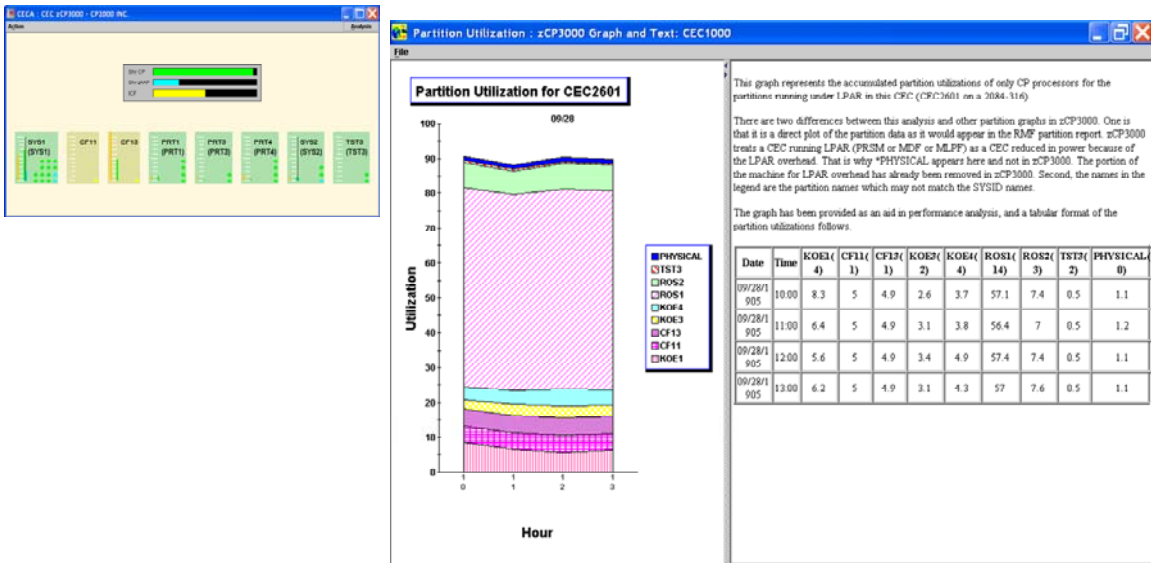 CECA : CEC zCP3000 - CP2000 INC.
Action Analysis
Shr CP
Shr zAAP
ICF
SYS1 CF11 CF13 PRT1 PRT3 PRT4 SYS2 TST3
(SYS1) (PRT1) (PRT3) (PRT4) (SYS2) (TST3)
Partition Utilization : zCP3000 Graph and Text: CEC1000
File
Partition Utilization for CEC2601
09/28
100
90
80
70
60
50
40
30
20
10
0
Utilization
1 1 1 1
0 1 2 3
Hour
PHYSICAL
TST3
ROS2
ROS1
KOE4
KOE3
CF13
CF11
KOE1
This graph represents the accumulated partition utilizations of only CP processors for the
partitions running under LPAR in this CEC (CEC2601 on a 2084-316)
There are two differences between this analysis and other partition graphs in zCP3000. One is
that it is a direct plot of the partition data as it would appear in the RMF partition report. zCP3000
treats a CEC running LPAR (PRSM or MDF or MLPF) as a CEC reduced in power because of
the LPAR overhead. That is why *PHYSICAL appears here and not in zCP3000. The portion of
the machine for LPAR overhead has already been removed in zCP3000. Second, the names in the
legend are the partition names which may not match the SYSID names.
The graph has been provided as an aid in performance analysis, and a tabular format of the
partition utilizations follows.
Date Time KOE1( 4) CF11( 1) CF13( 1) KOE3( 2) KOE4( 4) ROS1( 14) ROS2( 3) TST3( 2) PHYSICAL( 0)
09/28/1905 10:00 8.3 5 4.9 2.6 3.7 57.1 7.4 0.5 1.1
09/28/1905 11:00 6.4 5 4.9 3.1 3.8 56.4 7 0.5 1.2
09/28/1905 12:00 5.6 5 4.9 3.4 4.9 57.4 7.4 0.5 1.1
09/28/1905 13:00 6.2 5 4.9 3.1 4.3 57 7.6 0.5 1.1